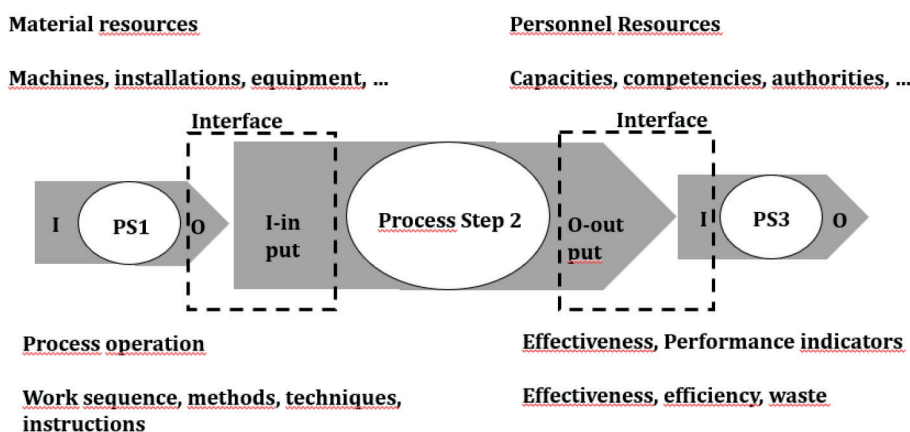 Material resources
Personnel Resources
Machines, installations, equipment, ...
Capacities, competencies, authorities, ...
Interface
Interface
I
PS1
O
I-in
put
Process Step 2
O-out
put
I
PS3
O
Process operation
Effectiveness, Performance indicators
Work sequence, methods, techniques,
instructions
Effectiveness, efficiency, waste